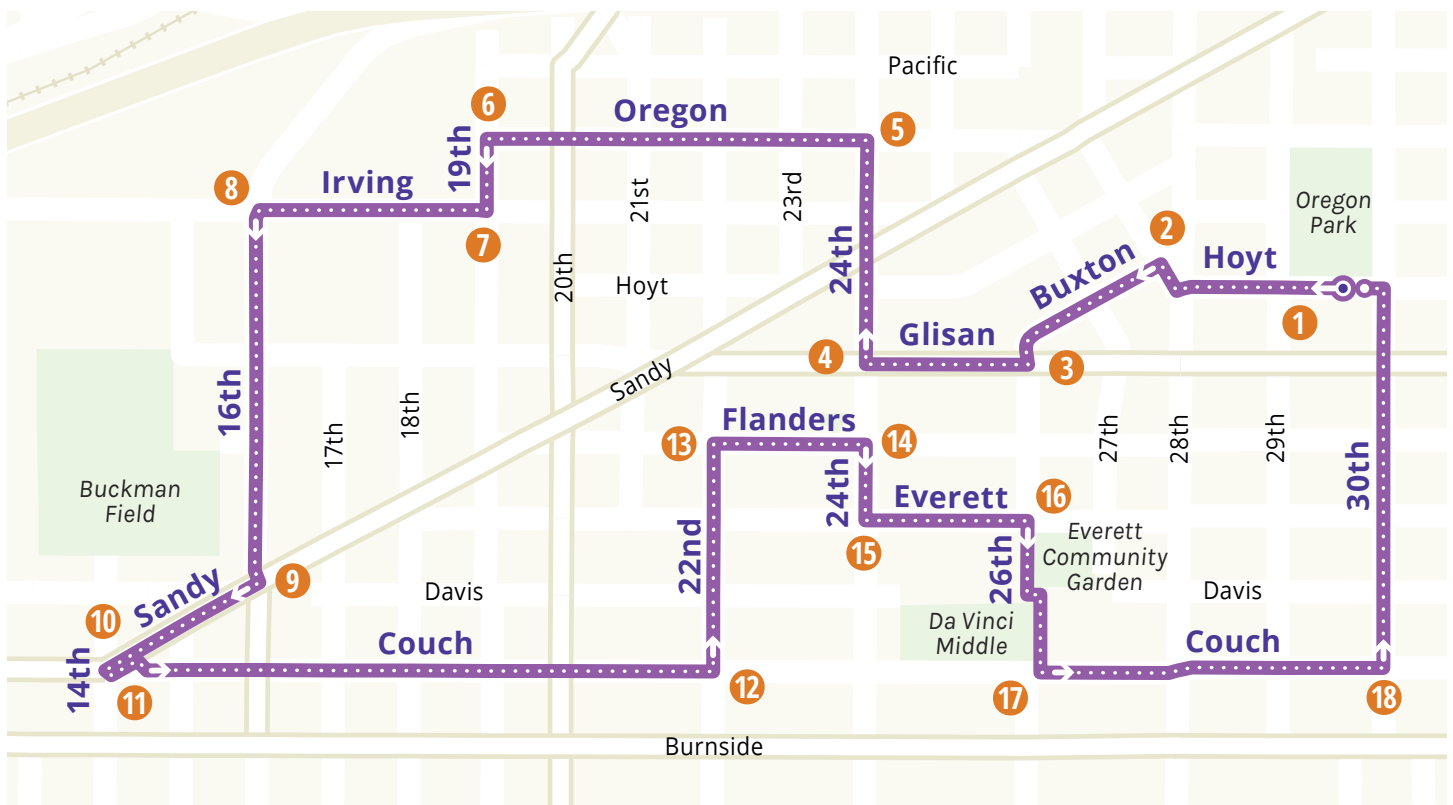 Pacific
6
Oregon
5
19th
8
Irving
21st
23rd
Oregon
Park
7
2
Buxton
Hoyt
24th
20th
Hoyt
1
Glisan
4
3
Sandy
16th
17th
18th
Flanders
13
14
27th
28th
29th
30th
Buckman
Field
24th
Everett
16
15
22nd
26th
Everett
Community
Garden
9
Sandy
Davis
Davis
10
Couch
Da Vinci
Middle
Couch
14th
11
12
17
18
Burnside